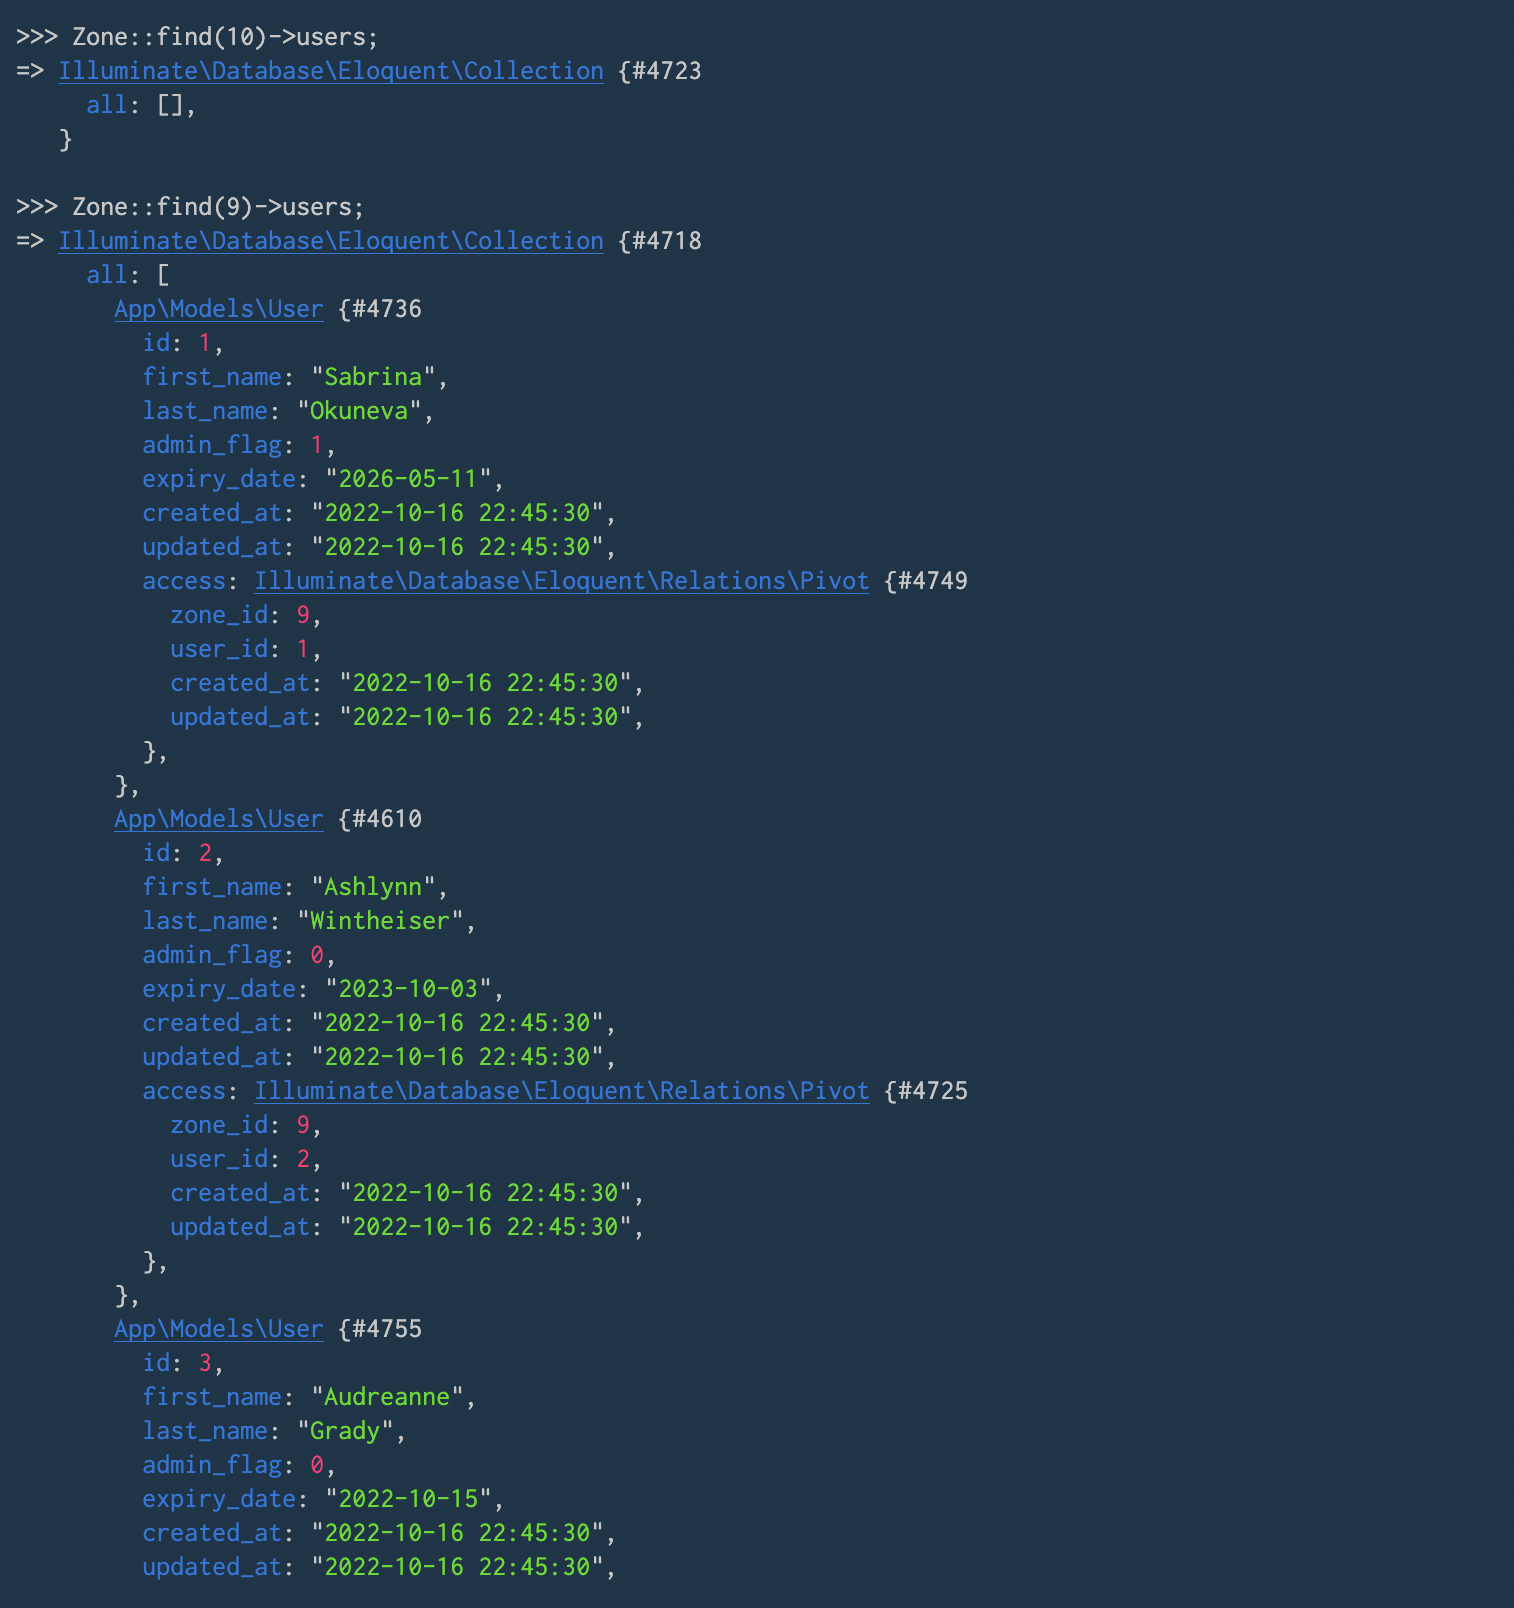 >>> Zone::find(10)->users;
=> Illuminate\Database\Eloquent\Collection {#4723
     all: [],
   }

>>> Zone::find(9)->users;
=> Illuminate\Database\Eloquent\Collection {#4718
     all: [
       App\Models\User {#4736
         id: 1,
         first_name: "Sabrina",
         last_name: "Okuneva",
         admin_flag: 1,
         expiry_date: "2026-05-11",
         created_at: "2022-10-16 22:45:30",
         updated_at: "2022-10-16 22:45:30",
         access: Illuminate\Database\Eloquent\Relations\Pivot {#4749
           zone_id: 9,
           user_id: 1,
           created_at: "2022-10-16 22:45:30",
           updated_at: "2022-10-16 22:45:30",
         },
       },
       App\Models\User {#4610
         id: 2,
         first_name: "Ashlynn",
         last_name: "Wintheiser",
         admin_flag: 0,
         expiry_date: "2023-10-03",
         created_at: "2022-10-16 22:45:30",
         updated_at: "2022-10-16 22:45:30",
         access: Illuminate\Database\Eloquent\Relations\Pivot {#4725
           zone_id: 9,
           user_id: 2,
           created_at: "2022-10-16 22:45:30",
           updated_at: "2022-10-16 22:45:30",
         },
       },
       App\Models\User {#4755
         id: 3,
         first_name: "Audreanne",
         last_name: "Grady",
         admin_flag: 0,
         expiry_date: "2022-10-15",
         created_at: "2022-10-16 22:45:30",
         updated_at: "2022-10-16 22:45:30",